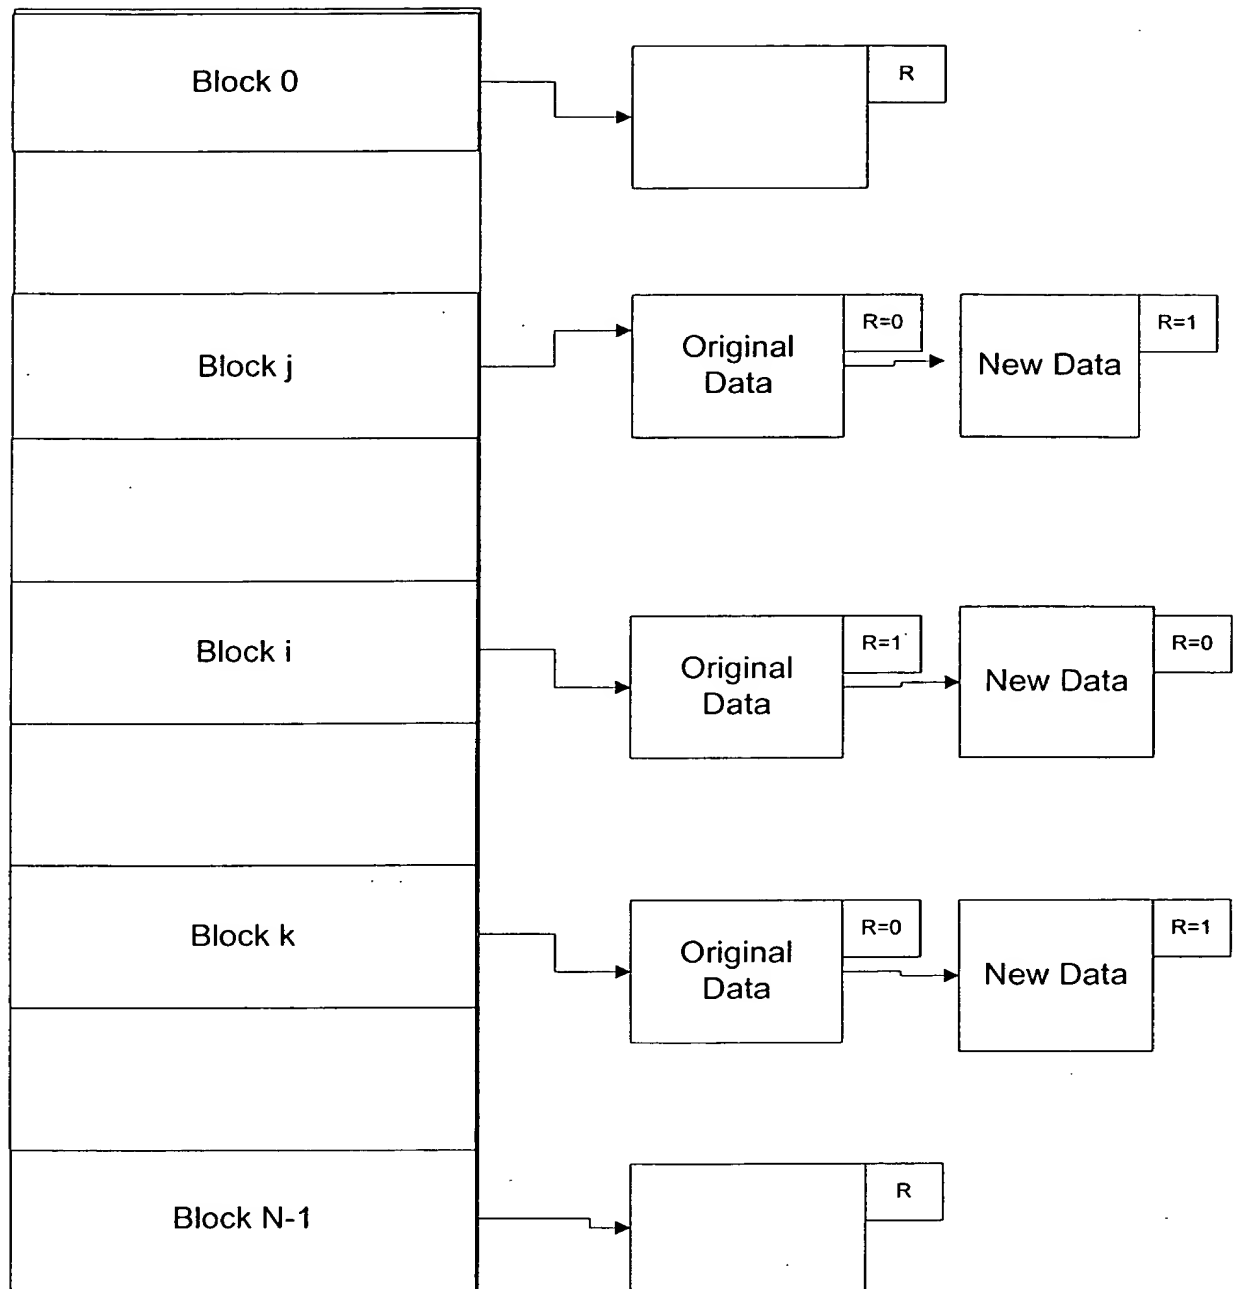 Block 0
R
Block j
Original
Data
R=0
New Data
R=1
Block i
Original
Data
R=1
New Data
R=0
Block k
Original
Data
R=0
New Data
R=1
Block N-1
R